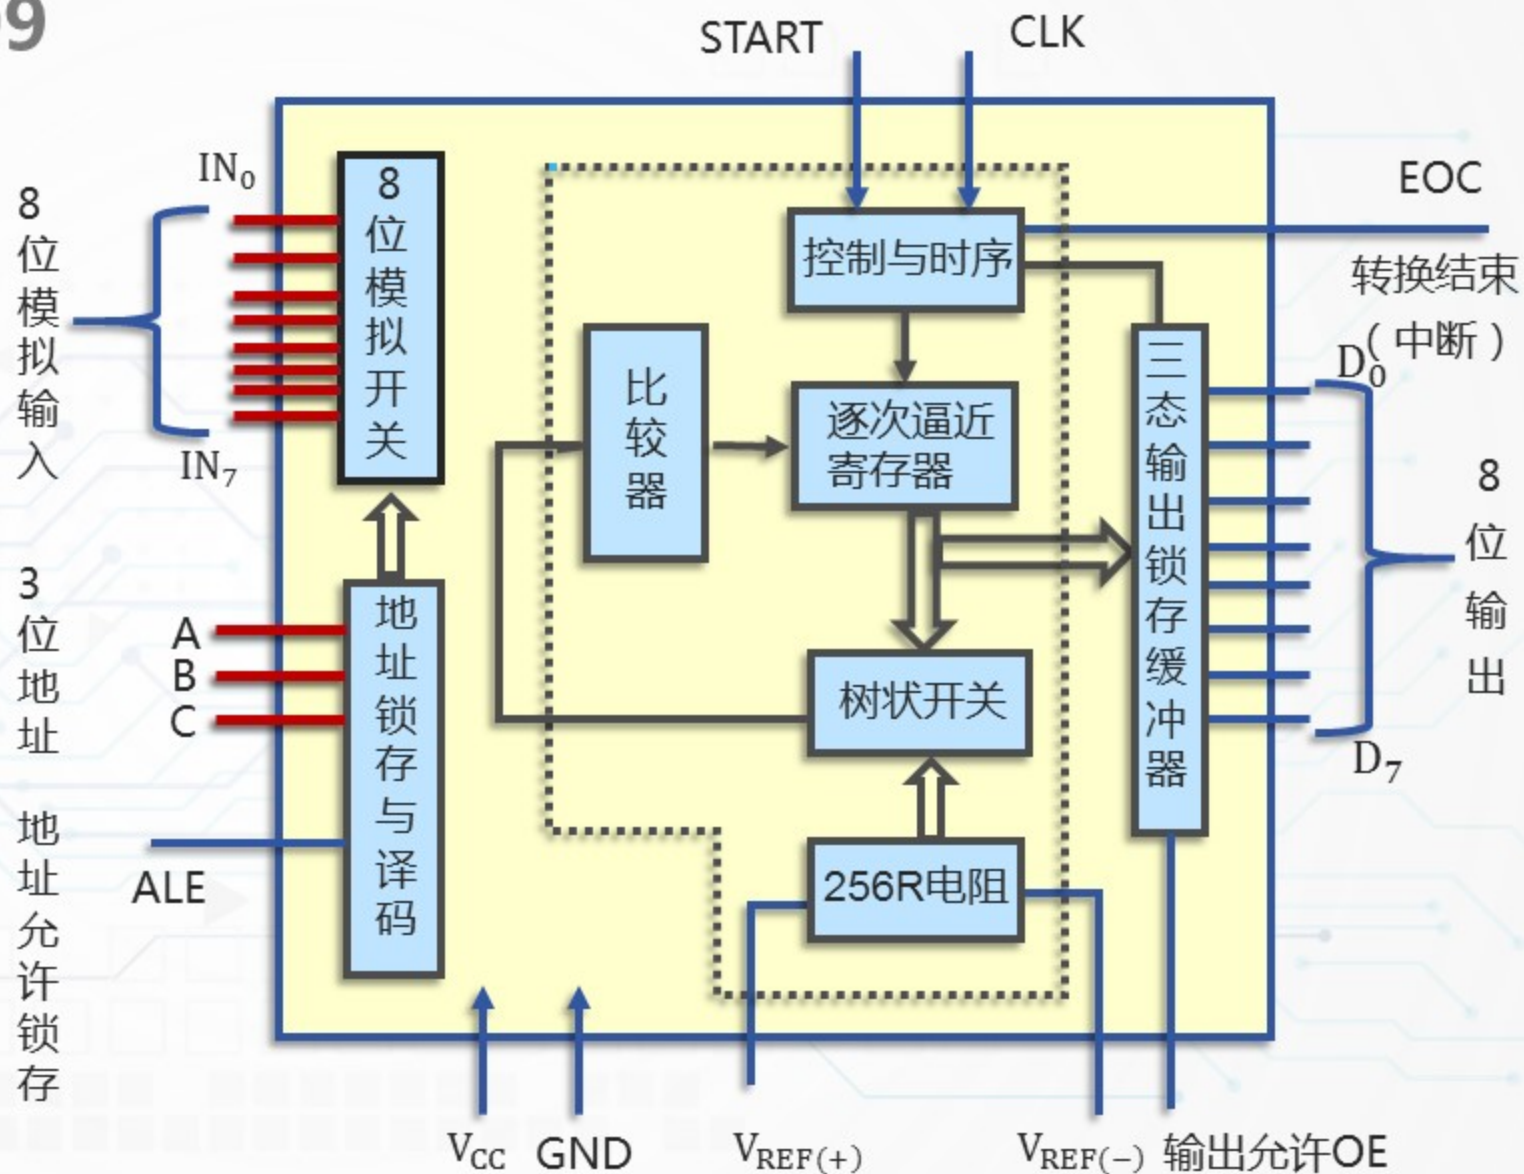 START
CLK
IN0
8位模拟输入
IN7
8位模拟开关
控制与时序
EOC
转换结束
（中断）
比较器
逐次逼近
寄存器
三态输出锁存缓冲器
D0
8位输出
D7
3位地址
A
B
C
地址锁存与译码
树状开关
地址允许锁存
ALE
256R电阻
VCC
GND
VREF(+)
VREF(−)
输出允许OE